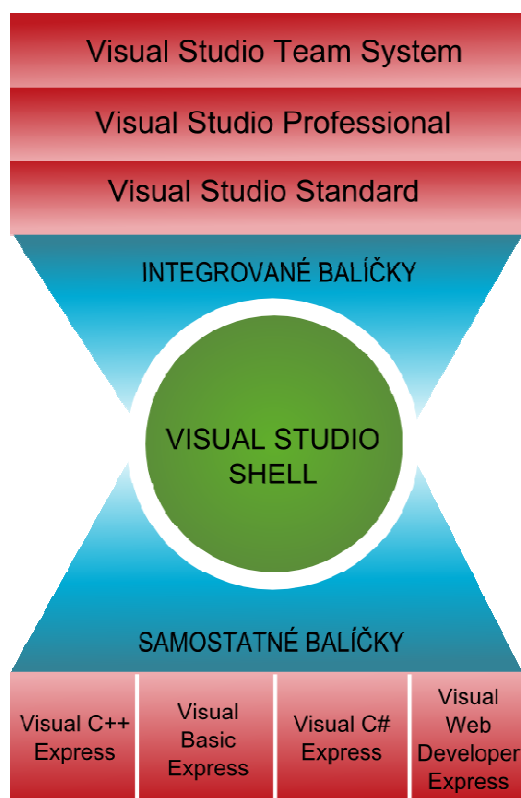 Visual Studio Team System
Visual Studio Professional
Visual Studio Standard
INTEGROVANÉ BALÍČKY
VISUAL STUDIO
SHELL
SAMOSTATNÉ BALÍČKY
Visual C++
Express
Visual
Basic
Express
Visual C#
Express
Visual
Web
Developer
Express